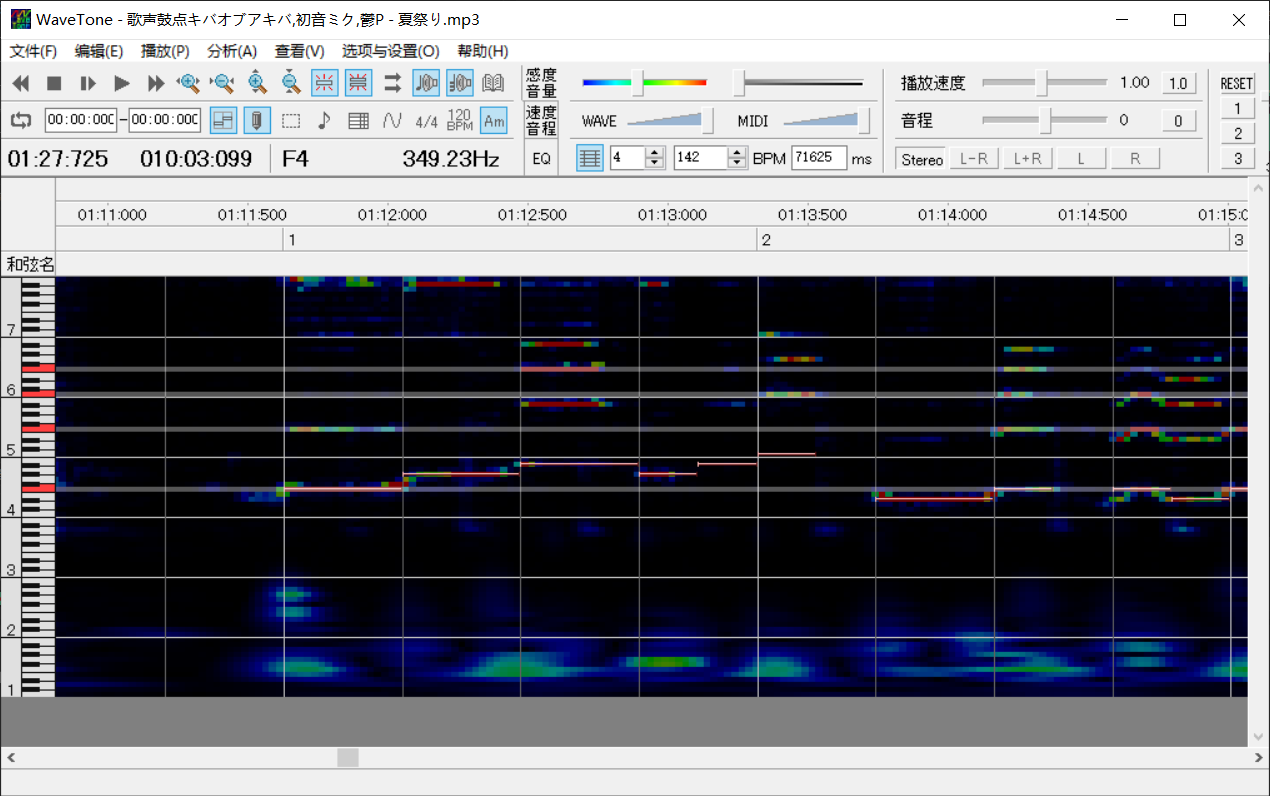 WaveTone - 歌声鼓点キバオブアキバ,初音ミク,鬱P - 夏祭り.mp3
文件(F) 编辑(E) 播放(P) 分析(A) 查看(V) 选项与设置(O) 帮助(H)
感度
音量
播放速度 1.00 1.0 RESET
00:00:00C - 00:00:00C 4/4 120 BPM Am
速度
音程
WAVE MIDI 音程 0 0 1
2
01:27:725 010:03:099 F4 349.23Hz EQ 4 142 BPM 71625 ms Stereo L-R L+R L R 3
01:11:000 01:11:500 01:12:000 01:12:500 01:13:000 01:13:500 01:14:000 01:14:500 01:15:0
1 2 3
和弦名
7
6
5
4
3
2
1